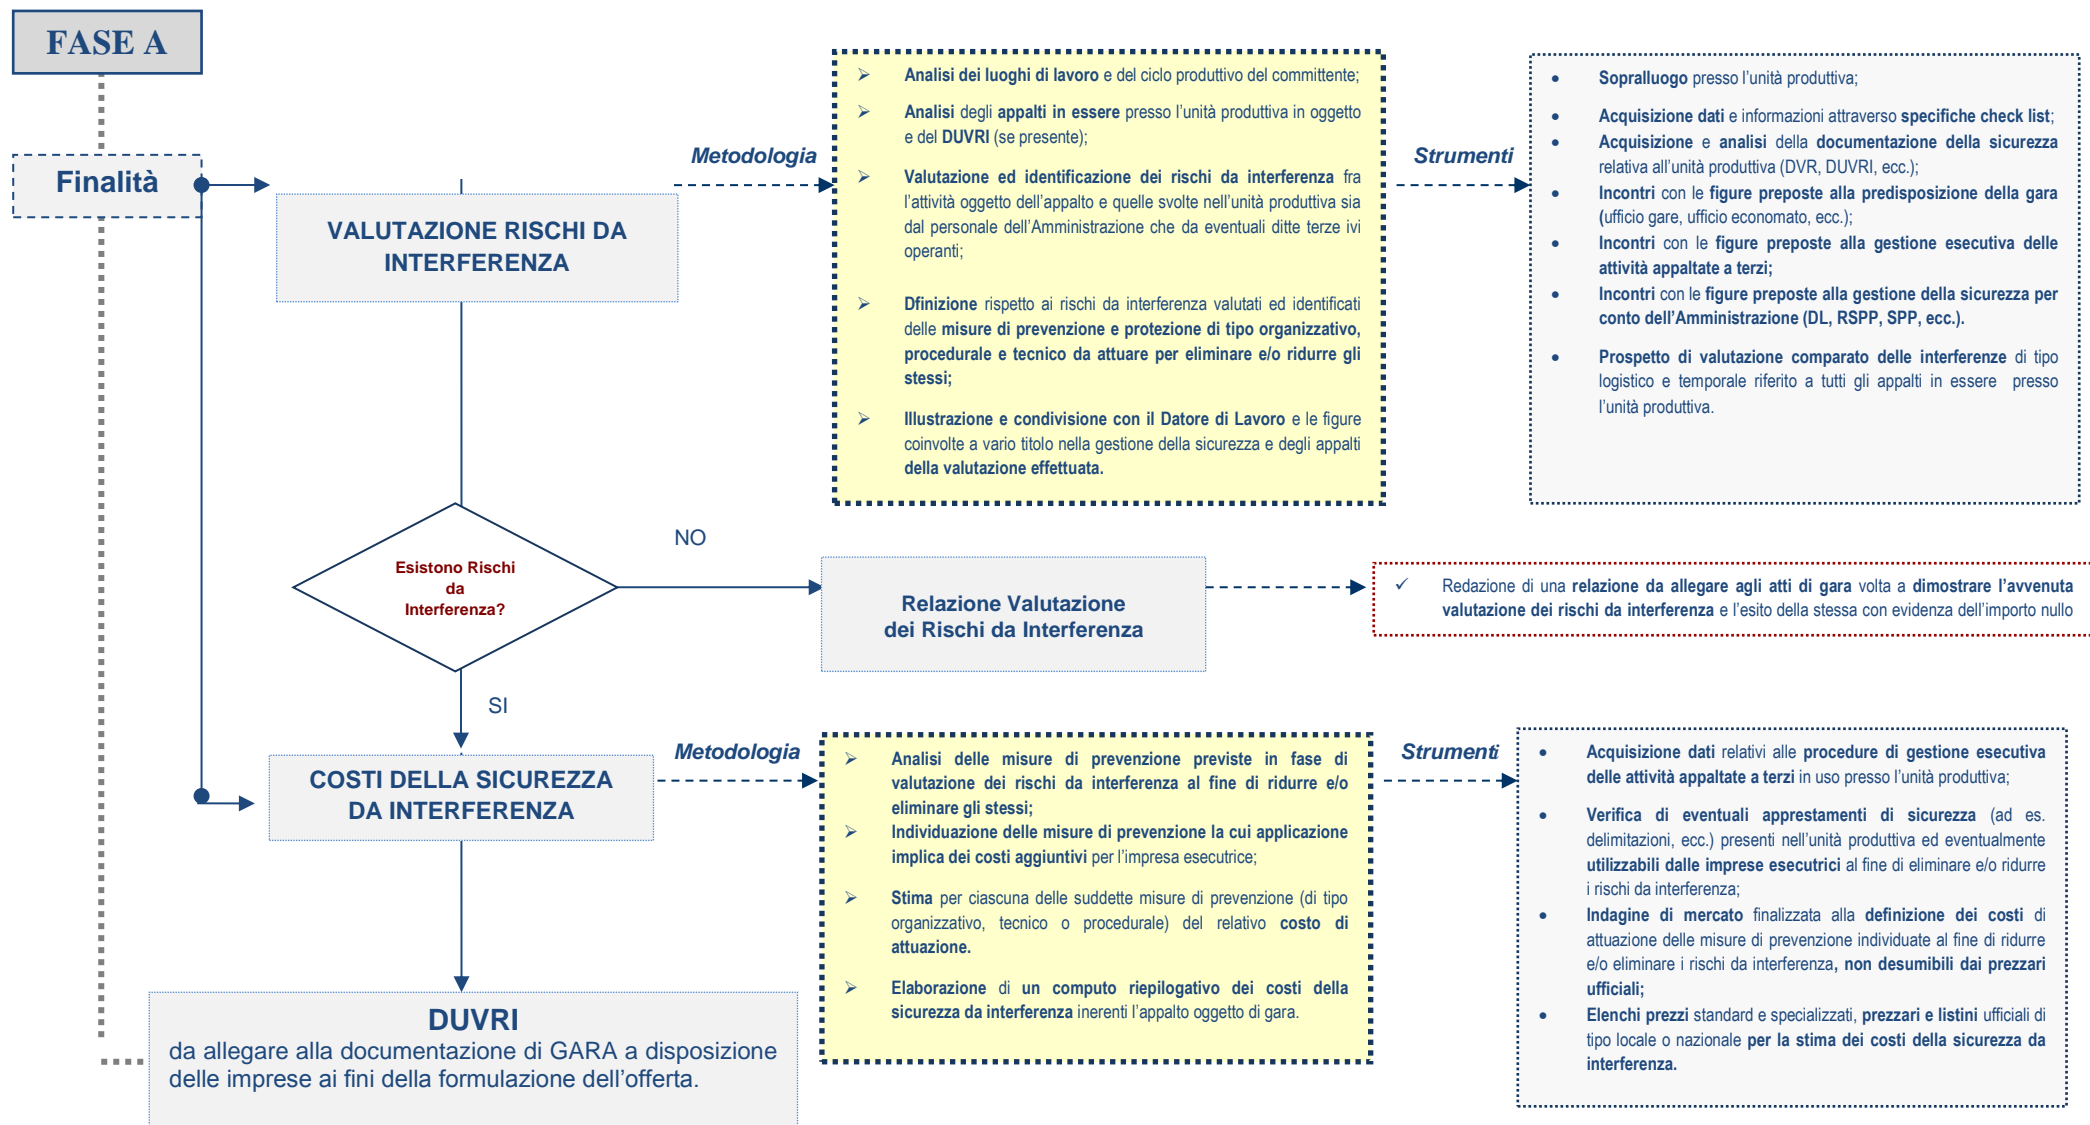 FASE A
Finalità
VALUTAZIONE RISCHI DA
INTERFERENZA
Metodologia
➢ Analisi dei luoghi di lavoro e del ciclo produttivo del committente;
➢ Analisi degli appalti in essere presso l'unità produttiva in oggetto
e del DUVRI (se presente);
➢ Valutazione ed identificazione dei rischi da interferenza fra
l'attività oggetto dell'appalto e quelle svolte nell'unità produttiva sia
dal personale dell'Amministrazione che da eventuali ditte terze ivi
operanti;
➢ Dfinizione rispetto ai rischi da interferenza valutati ed identificati
delle misure di prevenzione e protezione di tipo organizzativo,
procedurale e tecnico da attuare per eliminare e/o ridurre gli
stessi;
➢ Illustrazione e condivisione con il Datore di Lavoro e le figure
coinvolte a vario titolo nella gestione della sicurezza e degli appalti
della valutazione effettuata.
Strumenti
• Sopralluogo presso l'unità produttiva;
• Acquisizione dati e informazioni attraverso specifiche check list;
• Acquisizione e analisi della documentazione della sicurezza
relativa all'unità produttiva (DVR, DUVRI, ecc.);
• Incontri con le figure preposte alla predisposizione della gara
(ufficio gare, ufficio economato, ecc.);
• Incontri con le figure preposte alla gestione esecutiva delle
attività appaltate a terzi;
• Incontri con le figure preposte alla gestione della sicurezza per
conto dell'Amministrazione (DL, RSPP, SPP, ecc.).
• Prospetto di valutazione comparato delle interferenze di tipo
logistico e temporale riferito a tutti gli appalti in essere presso
l'unità produttiva.
Esistono Rischi
da
Interferenza?
NO
Relazione Valutazione
dei Rischi da Interferenza
✓ Redazione di una relazione da allegare agli atti di gara volta a dimostrare l'avvenuta
valutazione dei rischi da interferenza e l'esito della stessa con evidenza dell'importo nullo
SI
COSTI DELLA SICUREZZA
DA INTERFERENZA
Metodologia
➢ Analisi delle misure di prevenzione previste in fase di
valutazione dei rischi da interferenza al fine di ridurre e/o
eliminare gli stessi;
➢ Individuazione delle misure di prevenzione la cui applicazione
implica dei costi aggiuntivi per l'impresa esecutrice;
➢ Stima per ciascuna delle suddette misure di prevenzione (di tipo
organizzativo, tecnico o procedurale) del relativo costo di
attuazione.
➢ Elaborazione di un computo riepilogativo dei costi della
sicurezza da interferenza inerenti l'appalto oggetto di gara.
Strumenti
• Acquisizione dati relativi alle procedure di gestione esecutiva
delle attività appaltate a terzi in uso presso l'unità produttiva;
• Verifica di eventuali apprestamenti di sicurezza (ad es.
delimitazioni, ecc.) presenti nell'unità produttiva ed eventualmente
utilizzabili dalle imprese esecutrici al fine di eliminare e/o ridurre
i rischi da interferenza;
• Indagine di mercato finalizzata alla definizione dei costi di
attuazione delle misure di prevenzione individuate al fine di ridurre
e/o eliminare i rischi da interferenza, non desumibili dai prezzari
ufficiali;
• Elenchi prezzi standard e specializzati, prezzari e listini ufficiali di
tipo locale o nazionale per la stima dei costi della sicurezza da
interferenza.
DUVRI
da allegare alla documentazione di GARA a disposizione
delle imprese ai fini della formulazione dell'offerta.